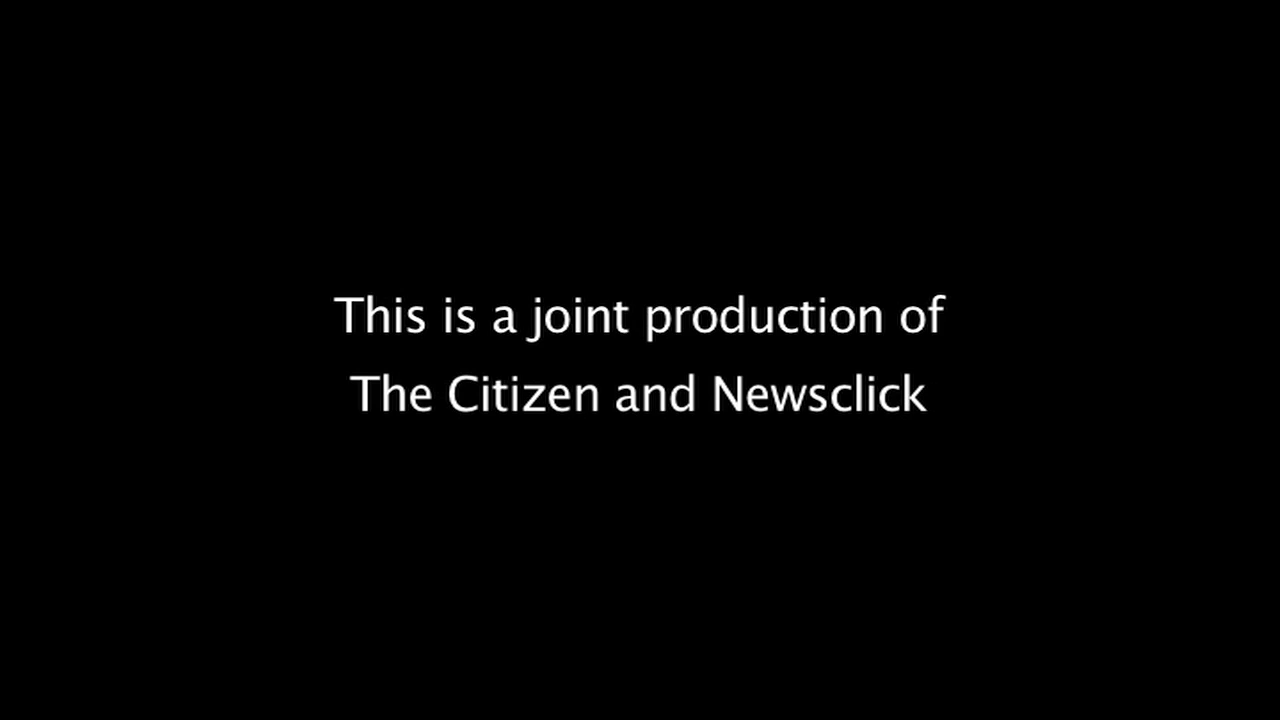 This is a joint production of
The Citizen and Newsclick